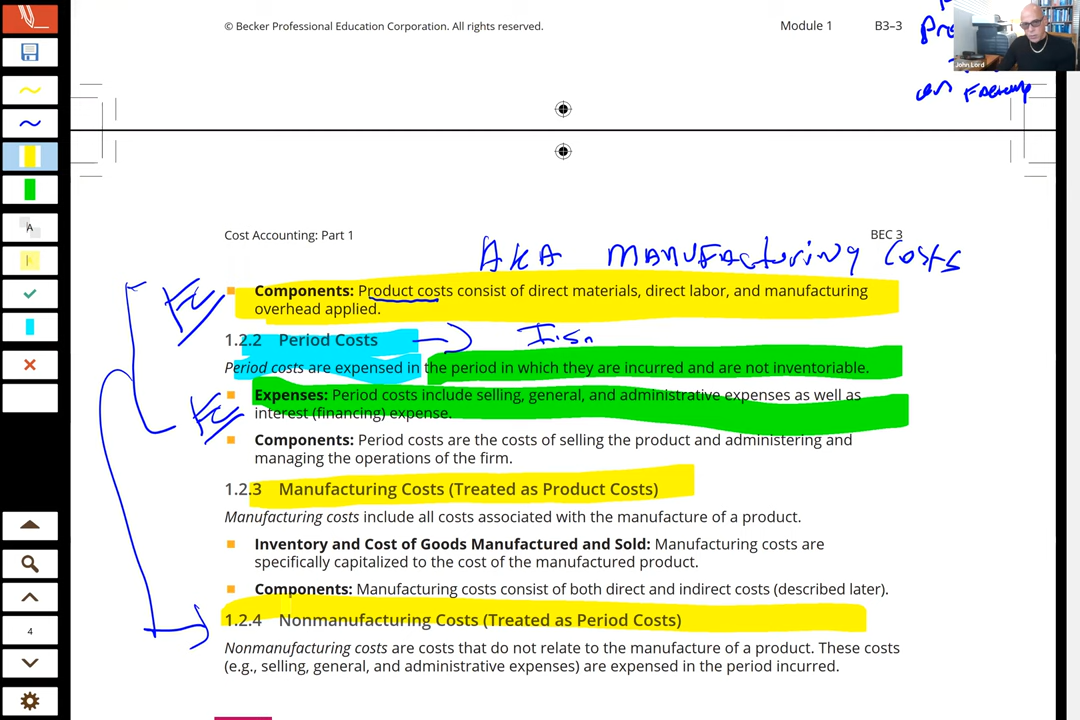 © Becker Professional Education Corporation. All rights reserved. Module 1 B3–3
John Lord
Cost Accounting: Part 1 BEC 3
AKA MANUFACTURING COSTS
Components: Product costs consist of direct materials, direct labor, and manufacturing
overhead applied.
1.2.2 Period Costs
Period costs are expensed in the period in which they are incurred and are not inventoriable.
Expenses: Period costs include selling, general, and administrative expenses as well as
interest (financing) expense.
Components: Period costs are the costs of selling the product and administering and
managing the operations of the firm.
1.2.3 Manufacturing Costs (Treated as Product Costs)
Manufacturing costs include all costs associated with the manufacture of a product.
Inventory and Cost of Goods Manufactured and Sold: Manufacturing costs are
specifically capitalized to the cost of the manufactured product.
Components: Manufacturing costs consist of both direct and indirect costs (described later).
4
1.2.4 Nonmanufacturing Costs (Treated as Period Costs)
Nonmanufacturing costs are costs that do not relate to the manufacture of a product. These costs
(e.g., selling, general, and administrative expenses) are expensed in the period incurred.